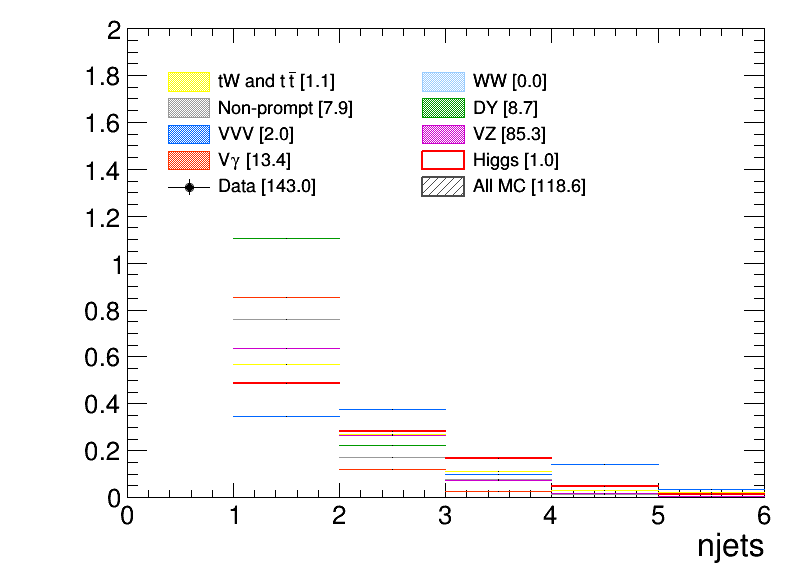 2
1.8
1.6
1.4
1.2
1
0.8
0.6
0.4
0.2
0
tW and t t̄ [1.1]
WW [0.0]
Non-prompt [7.9]
DY [8.7]
VVV [2.0]
VZ [85.3]
Vγ [13.4]
Higgs [1.0]
Data [143.0]
All MC [118.6]
0 1 2 3 4 5 6
njets